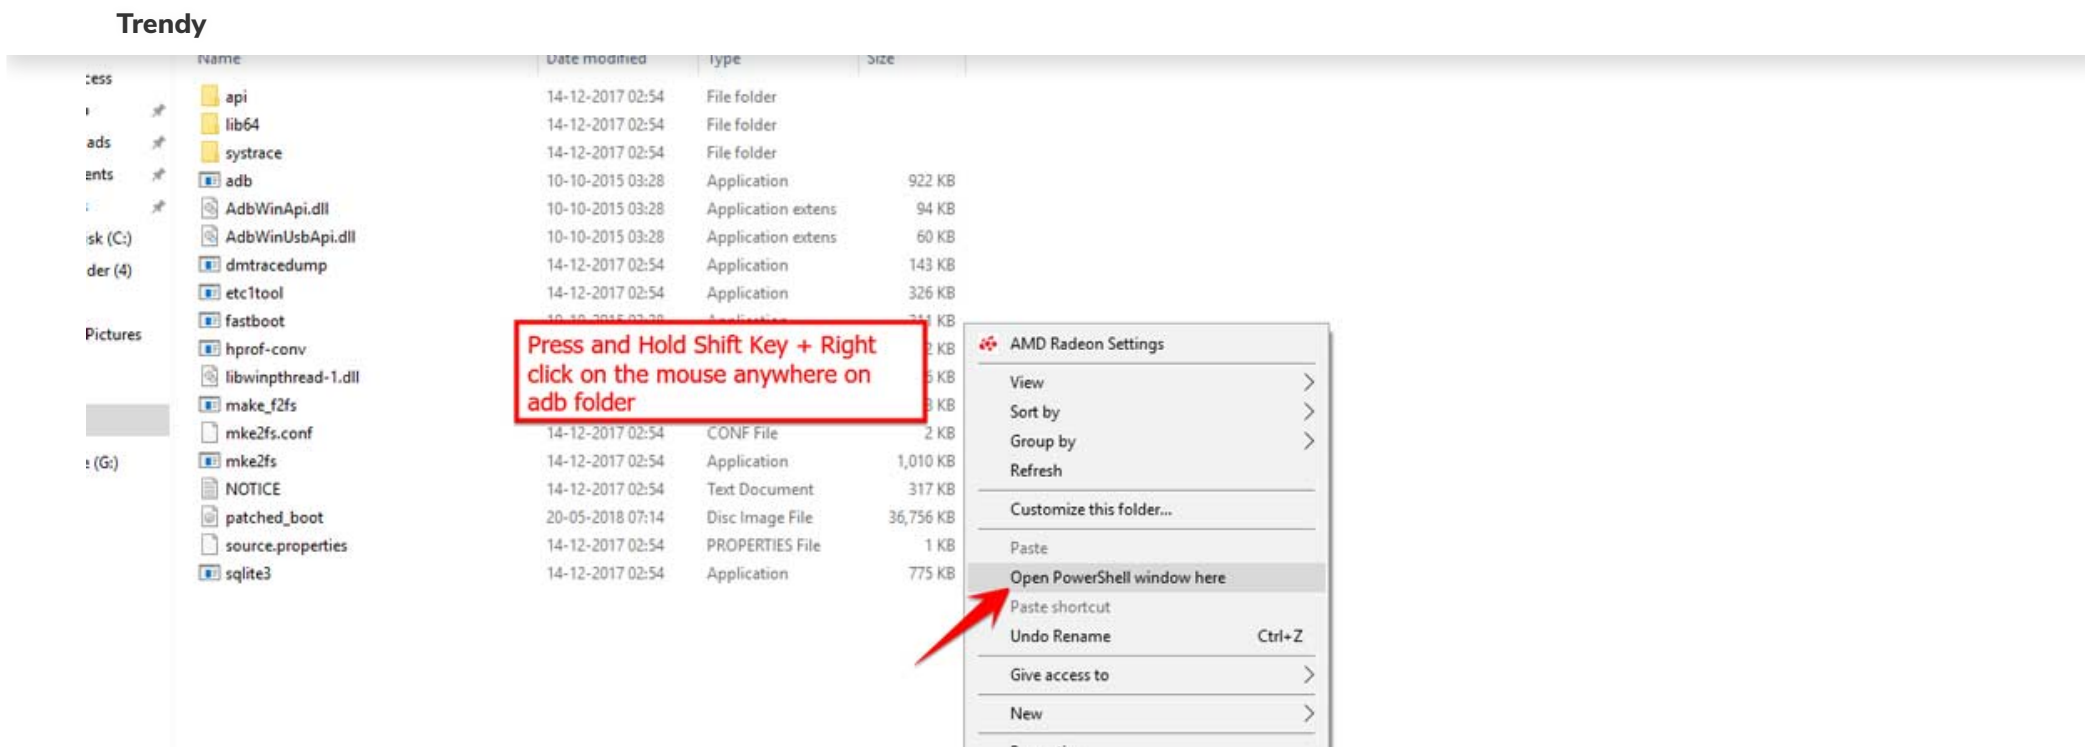 Trendy
Name Date modified Type Size
cess
api 14-12-2017 02:54 File folder
lib64 14-12-2017 02:54 File folder
ads
systrace 14-12-2017 02:54 File folder
ents
adb 10-10-2015 03:28 Application 922 KB
AdbWinApi.dll 10-10-2015 03:28 Application extens 94 KB
isk (C:)
AdbWinUsbApi.dll 10-10-2015 03:28 Application extens 60 KB
der (4)
dmtracedump 14-12-2017 02:54 Application 143 KB
etc1tool 14-12-2017 02:54 Application 326 KB
fastboot KB
Pictures
hprof-conv KB
libwinpthread-1.dll KB
make_f2fs KB
Press and Hold Shift Key + Right
click on the mouse anywhere on
adb folder
mke2fs.conf 14-12-2017 02:54 CONF File 2 KB
e (G:)
mke2fs 14-12-2017 02:54 Application 1,010 KB
NOTICE 14-12-2017 02:54 Text Document 317 KB
patched_boot 20-05-2018 07:14 Disc Image File 36,756 KB
source.properties 14-12-2017 02:54 PROPERTIES File 1 KB
sqlite3 14-12-2017 02:54 Application 775 KB
AMD Radeon Settings
View
Sort by
Group by
Refresh
Customize this folder...
Paste
Open PowerShell window here
Paste shortcut
Undo Rename Ctrl+Z
Give access to
New